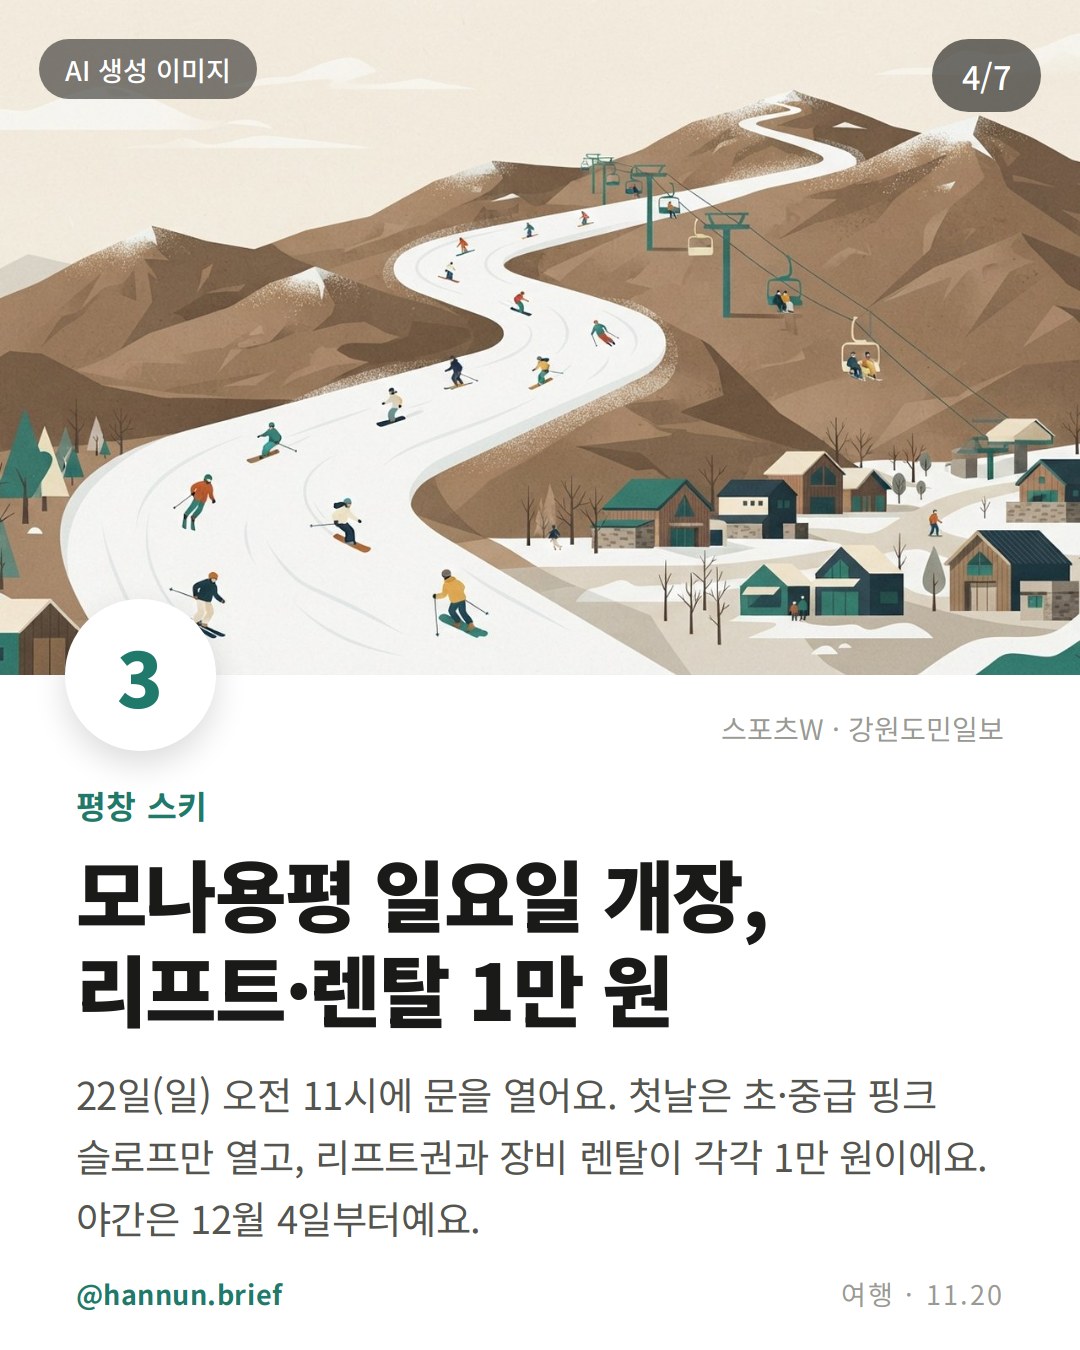 AI 생성 이미지
4/7
3
스포츠W · 강원도민일보
평창 스키
모나용평 일요일 개장,
리프트·렌탈 1만 원
22일(일) 오전 11시에 문을 열어요. 첫날은 초·중급 핑크
슬로프만 열고, 리프트권과 장비 렌탈이 각각 1만 원이에요.
야간은 12월 4일부터예요.
@hannun.brief
여행 · 11.20